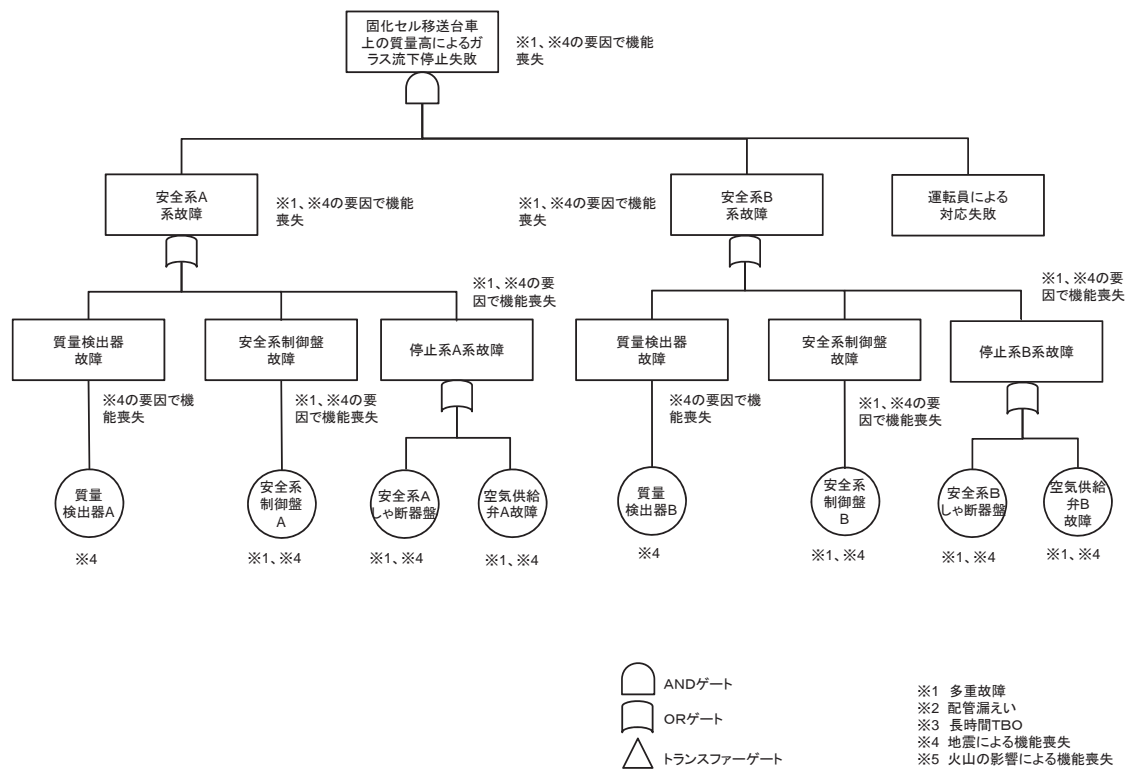 固化セル移送台車
上の質量高によるガ
ラス流下停止失敗
※1、※4の要因で機能
喪失
安全系A
系故障
※1、※4の要因で機能
喪失
※1、※4の要因で機能
喪失
安全系B
系故障
運転員による
対応失敗
※1、※4の要
因で機能喪失
※1、※4の要
因で機能喪失
質量検出器
故障
安全系制御盤
故障
停止系A系故障
質量検出器
故障
安全系制御盤
故障
停止系B系故障
※4の要因で機
能喪失
※1、※4の要
因で機能喪失
※4の要因で機
能喪失
※1、※4の要
因で機能喪失
質量
検出器A
安全系
制御盤
A
安全系A
しゃ断器盤
空気供給
弁A故障
質量
検出器B
安全系
制御盤
B
安全系B
しゃ断器盤
空気供給
弁B
故障
※4
※1、※4
※1、※4
※1、※4
※4
※1、※4
※1、※4
※1、※4
ANDゲート
ORゲート
トランスファーゲート
※1 多重故障
※2 配管漏えい
※3 長時間TBO
※4 地震による機能喪失
※5 火山の影響による機能喪失